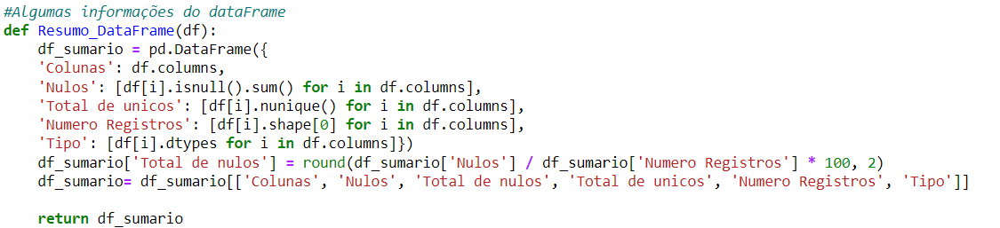 #Algumas informações do dataFrame
def Resumo_DataFrame(df):
    df_sumario = pd.DataFrame({
    'Colunas': df.columns,
    'Nulos': [df[i].isnull().sum() for i in df.columns],
    'Total de unicos': [df[i].nunique() for i in df.columns],
    'Numero Registros': [df[i].shape[0] for i in df.columns],
    'Tipo': [df[i].dtypes for i in df.columns]})
    df_sumario['Total de nulos'] = round(df_sumario['Nulos'] / df_sumario['Numero Registros'] * 100, 2)
    df_sumario= df_sumario[['Colunas', 'Nulos', 'Total de nulos', 'Total de unicos', 'Numero Registros', 'Tipo']]
    return df_sumario